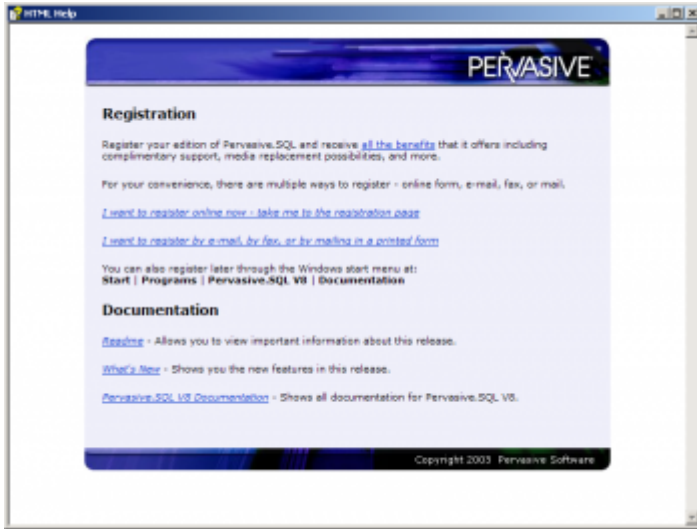 HTML Help
PERVASIVE
Registration
Register your edition of Pervasive.SQL and receive all the benefits that it offers including
complimentary support, media replacement possibilities, and more.
For your convenience, there are multiple ways to register - online form, e-mail, fax, or mail.
I want to register online now - take me to the registration page
I want to register by e-mail, by fax, or by mailing in a printed form
You can also register later through the Windows start menu at:
Start | Programs | Pervasive.SQL V8 | Documentation
Documentation
Readme - Allows you to view important information about this release.
What's New - Shows you the new features in this release.
Pervasive.SQL V8 Documentation - Shows all documentation for Pervasive.SQL V8.
Copyright 2003 Pervasive Software